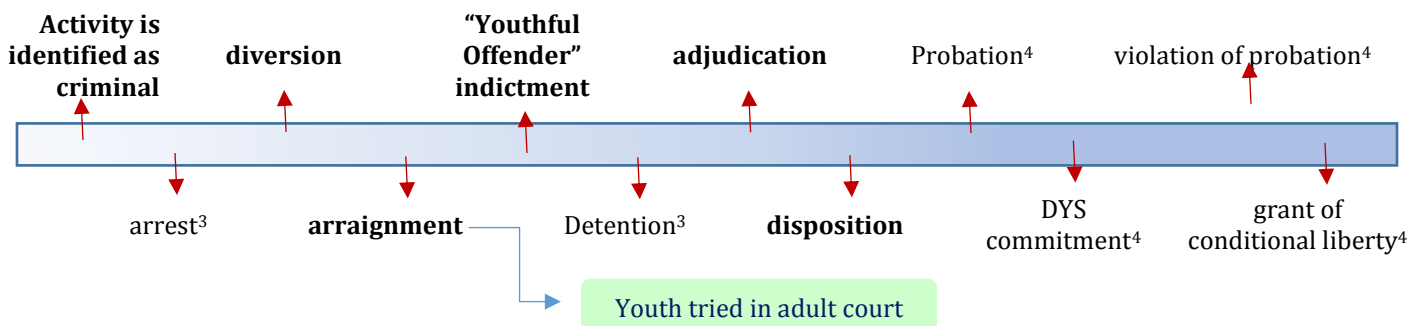 Activity is
identified as
criminal
diversion
“Youthful
Offender”
indictment
adjudication
Probation⁴
violation of probation⁴
arrest³
arraignment
Detention³
disposition
DYS
commitment⁴
grant of
conditional liberty⁴
Youth tried in adult court